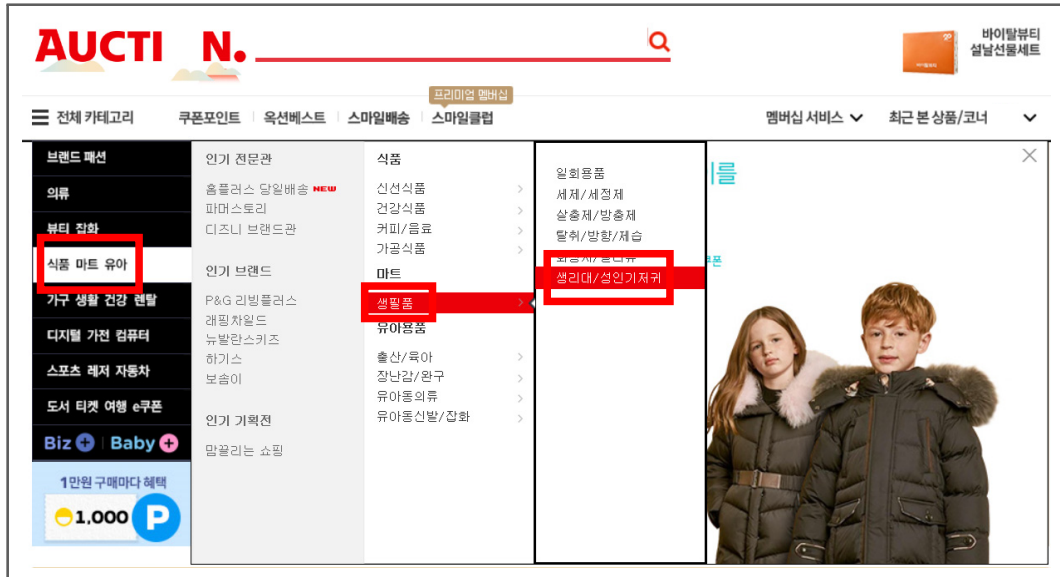 AUCTI N.
바이탈뷰티
설날선물세트
프리미엄 멤버십
전체 카테고리
쿠폰포인트
옥션베스트
스마일배송
스마일클럽
멤버십 서비스
최근 본 상품/코너
브랜드 패션
의류
뷰티 잡화
식품 마트 유아
가구 생활 건강 렌탈
디지털 가전 컴퓨터
스포츠 레저 자동차
도서 티켓 여행 e쿠폰
Biz + Baby +
1만원 구매마다 혜택
1,000 P
인기 전문관
홈플러스 당일배송 NEW
파머스토리
디즈니 브랜드관
인기 브랜드
P&G 리빙플러스
래핑차일드
뉴발란스키즈
하기스
보솜이
인기 기획전
맘끌리는 쇼핑
식품
신선식품
건강식품
커피/음료
가공식품
마트
생필품
유아용품
출산/육아
장난감/완구
유아동의류
유아동신발/잡화
일회용품
세제/세정제
살충제/방충제
탈취/방향/제습
생리대/성인기저귀
를
쿠폰